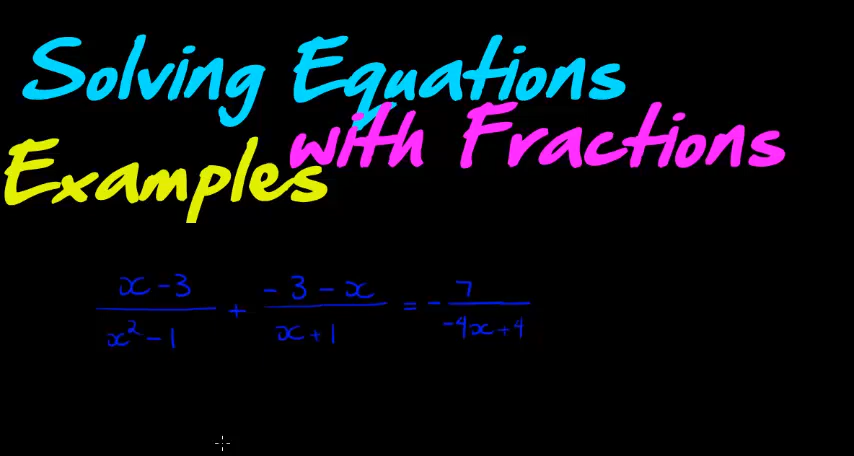 Solving Equations
with Fractions
Examples
x - 3 / x² - 1 + - 3 - x / x + 1 = - 7 / -4x + 4